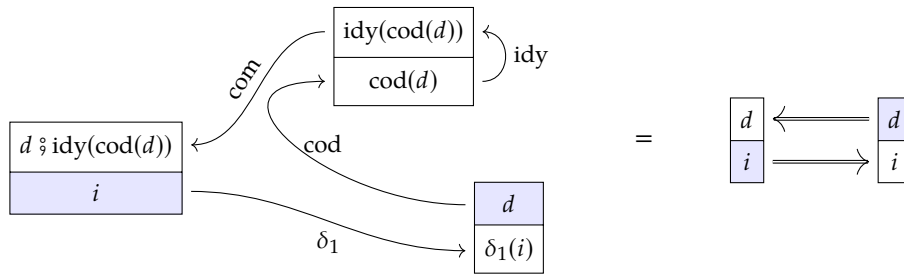 idy(cod(d))
cod(d)
idy
com
cod
d ⨟ idy(cod(d))
i
δ₁
d
δ₁(i)
=
d
i
d
i